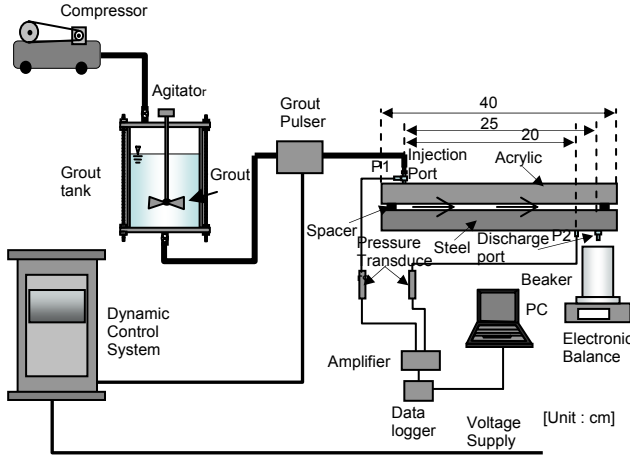 Compressor
Agitator
Grout
tank
Grout
Grout
Pulser
40
25
20
P1
Injection
Port
Acrylic
Spacer
Pressure
Transduce
Steel
Discharge
port
P2
Beaker
PC
Electronic
Balance
Dynamic
Control
System
Amplifier
Data
logger
Voltage
Supply
[Unit : cm]